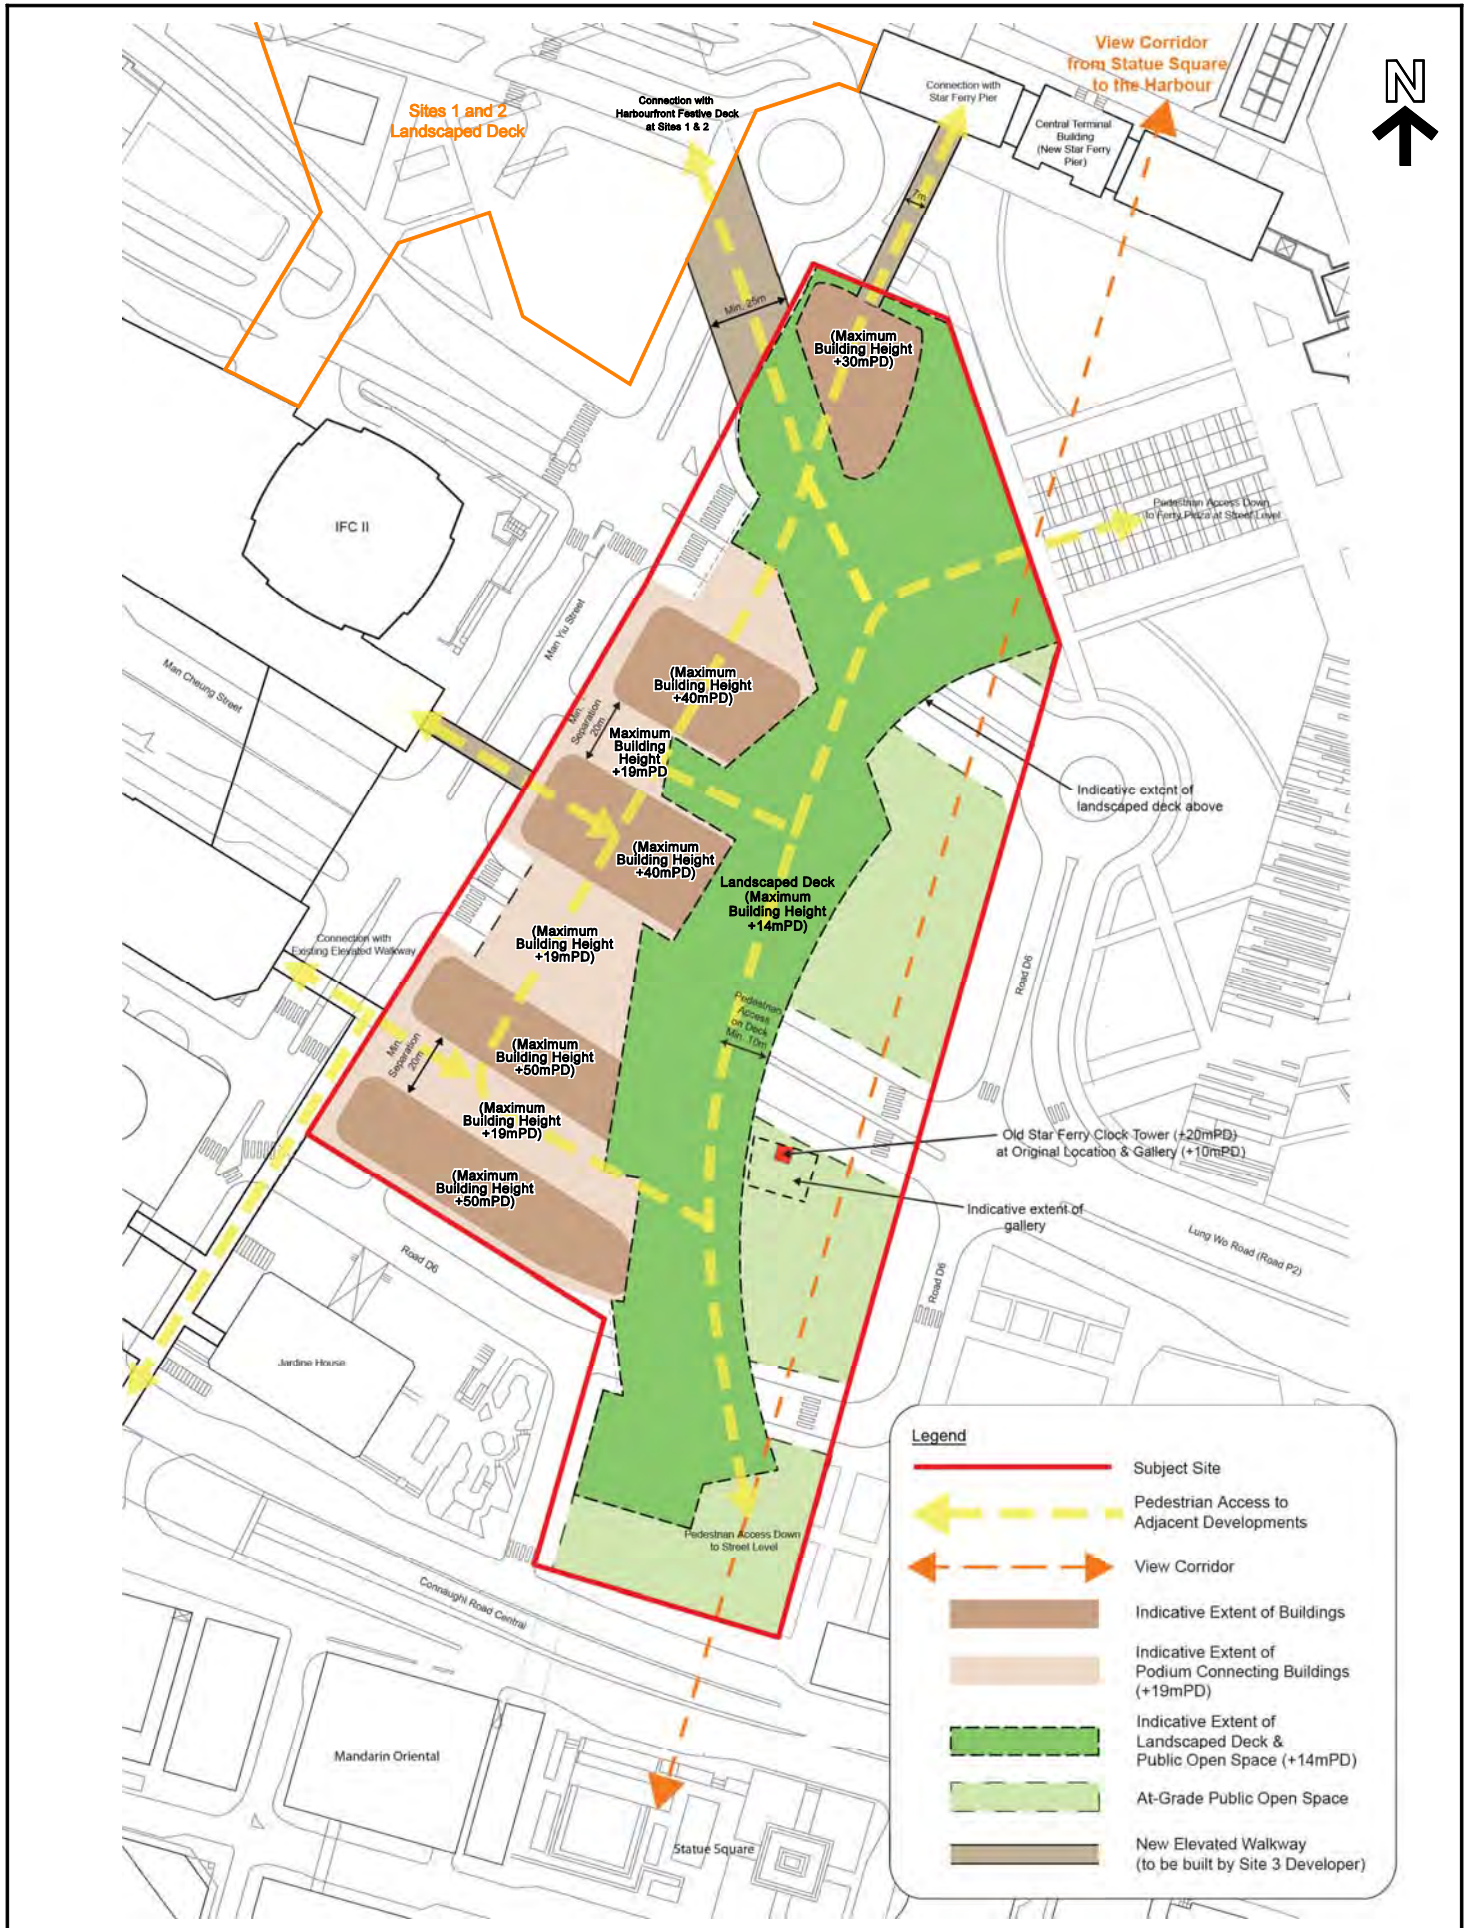 View Corridor
from Statue Square
to the Harbour
N
Sites 1 and 2
Landscaped Deck
Connection with
Harbourfront Festive Deck
at Sites 1 & 2
Connection with
Star Ferry Pier
Central Terminal
Building
(New Star Ferry
Pier)
7m
Min. 25m
(Maximum
Building Height
+30mPD)
IFC II
Pedestrian Access Down
to Ferry Plaza at Street Level
Man Yiu Street
Man Cheung Street
(Maximum
Building Height
+40mPD)
Min.
Separation
20m
Maximum
Building
Height
+19mPD
Indicative extent of
landscaped deck above
(Maximum
Building Height
+40mPD)
Landscaped Deck
(Maximum
Building Height
+14mPD)
Connection with
Existing Elevated Walkway
(Maximum
Building Height
+19mPD)
Road D6
Pedestrian
Access
on Deck
Min. 10m
Min.
Separation
20m
(Maximum
Building Height
+50mPD)
(Maximum
Building Height
+19mPD)
Old Star Ferry Clock Tower (+20mPD)
at Original Location & Gallery (+10mPD)
(Maximum
Building Height
+50mPD)
Indicative extent of
gallery
Lung Wo Road (Road P2)
Road D6
Road D6
Jardine House
Pedestrian Access Down
to Street Level
Connaught Road Central
Mandarin Oriental
Statue Square
Legend
Subject Site
Pedestrian Access to
Adjacent Developments
View Corridor
Indicative Extent of Buildings
Indicative Extent of
Podium Connecting Buildings
(+19mPD)
Indicative Extent of
Landscaped Deck &
Public Open Space (+14mPD)
At-Grade Public Open Space
New Elevated Walkway
(to be built by Site 3 Developer)